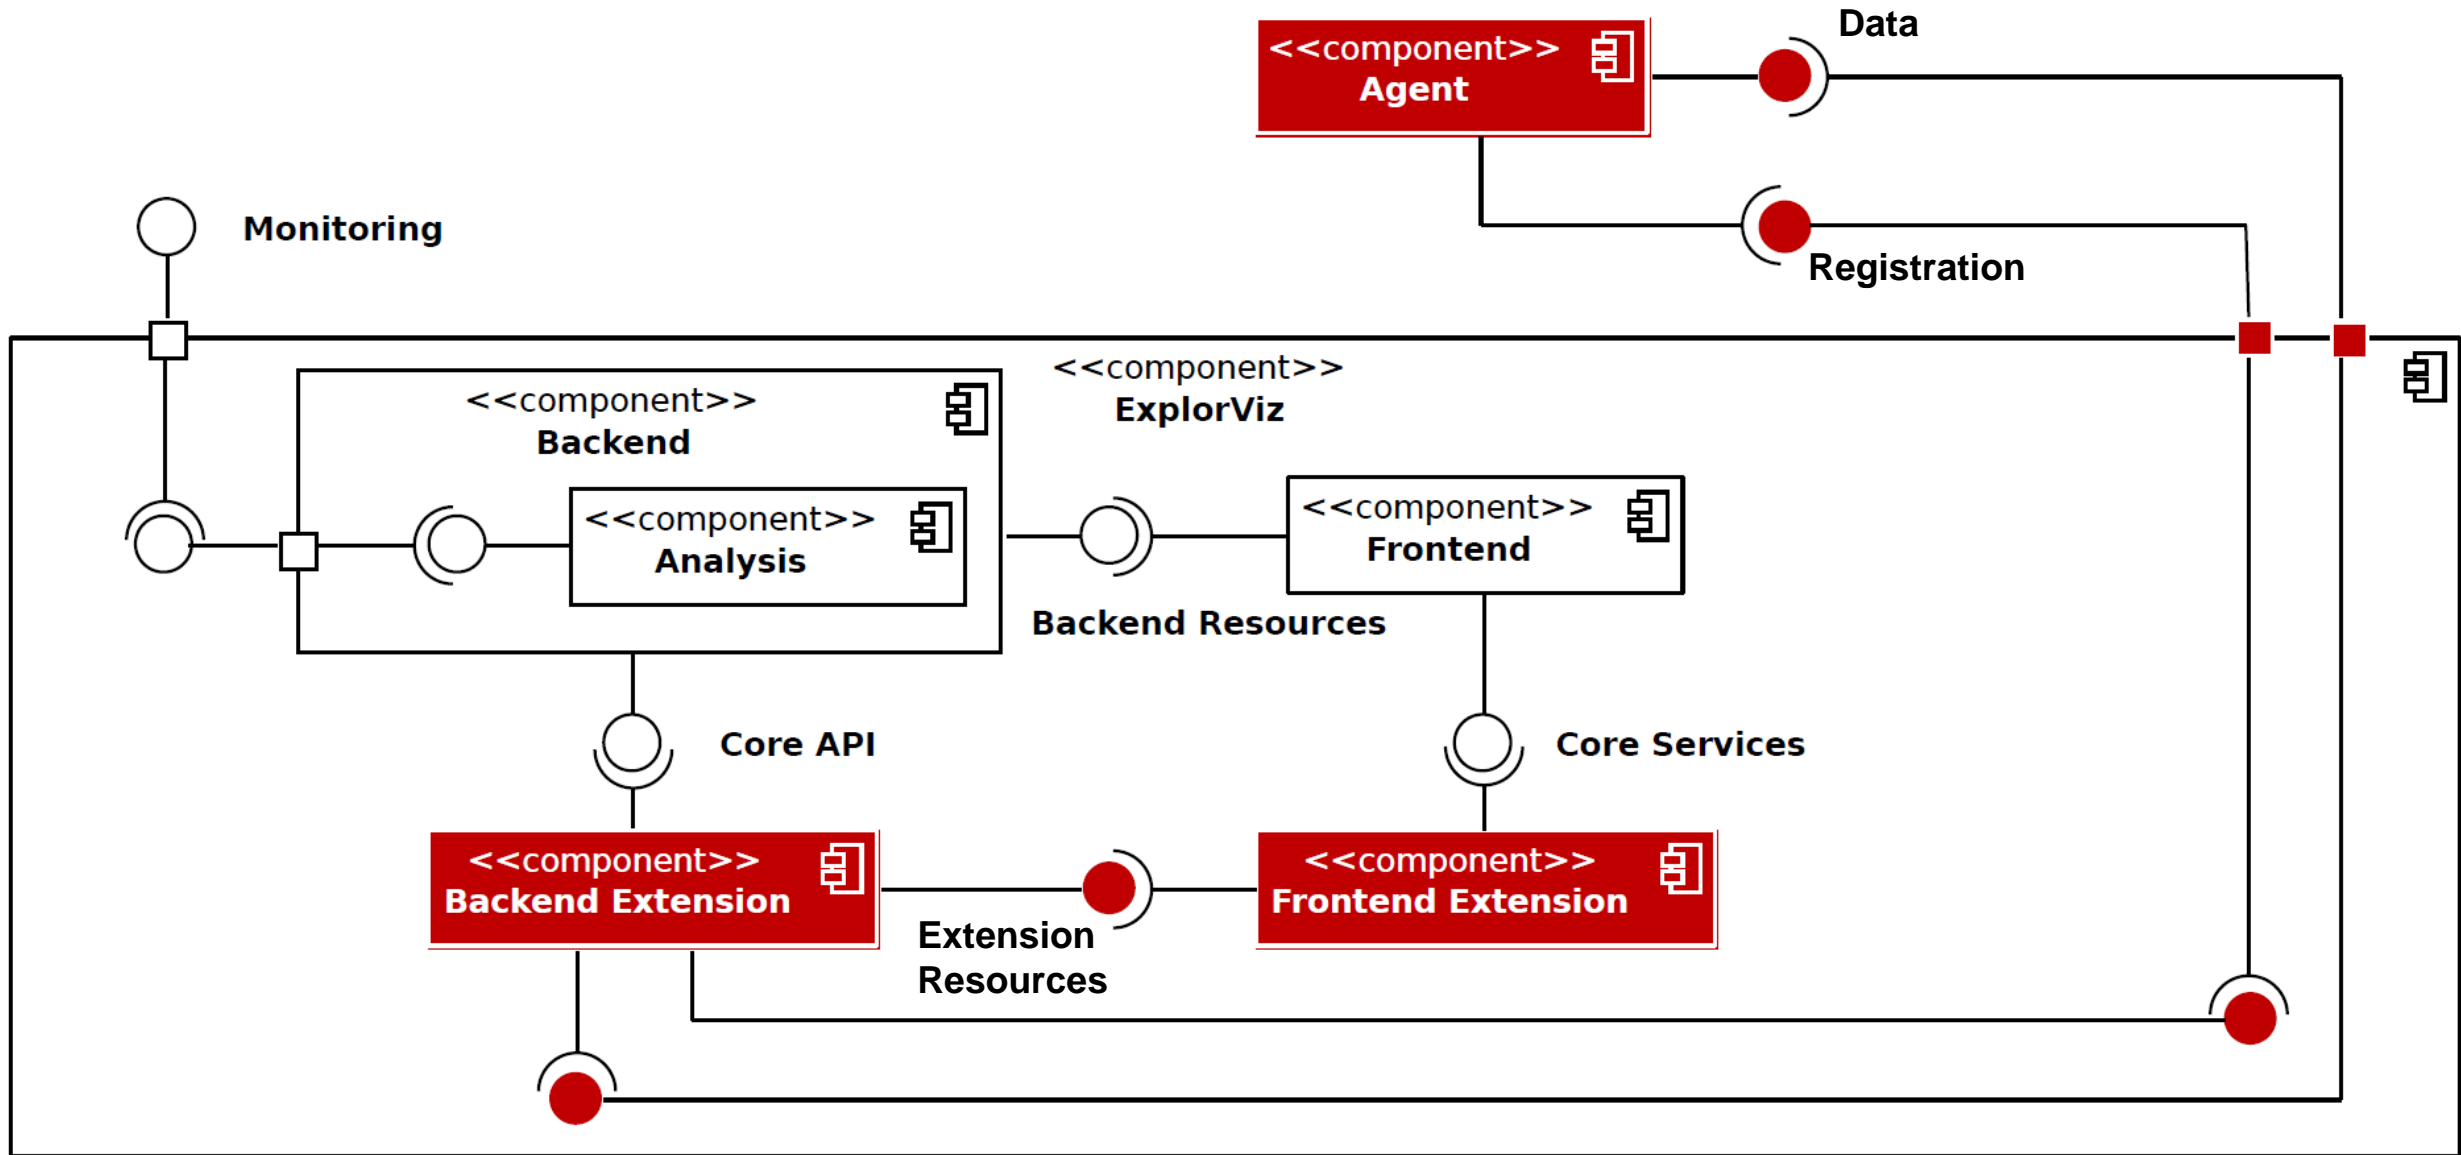 Data
<<component>>
Agent
Monitoring
Registration
<<component>>
ExplorViz
<<component>>
Backend
<<component>>
Analysis
<<component>>
Frontend
Backend Resources
Core API
Core Services
<<component>>
Backend Extension
<<component>>
Frontend Extension
Extension
Resources